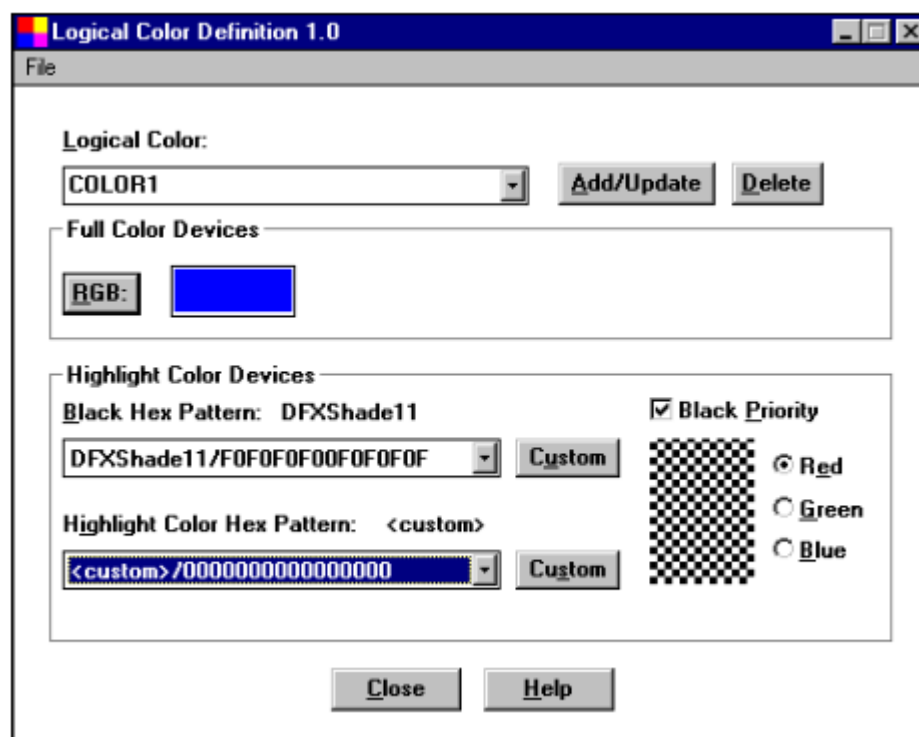 Logical Color Definition 1.0
File
Logical Color:
COLOR1
Add/Update
Delete
Full Color Devices
RGB:
Highlight Color Devices
Black Hex Pattern: DFXShade11
Black Priority
DFXShade11/F0F0F0F00F0F0F0F
Custom
Red
Green
Highlight Color Hex Pattern: <custom>
Blue
<custom>/0000000000000000
Custom
Close
Help